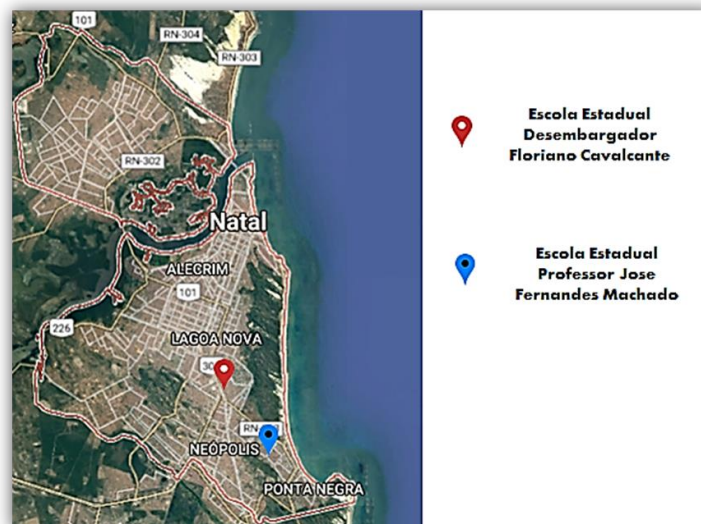 101
RN-304
RN-303
RN-302
Natal
ALECRIM
101
226
LAGOA NOVA
NEÓPOLIS
PONTA NEGRA
Escola Estadual
Desembargador
Floriano Cavalcante
Escola Estadual
Professor Jose
Fernandes Machado